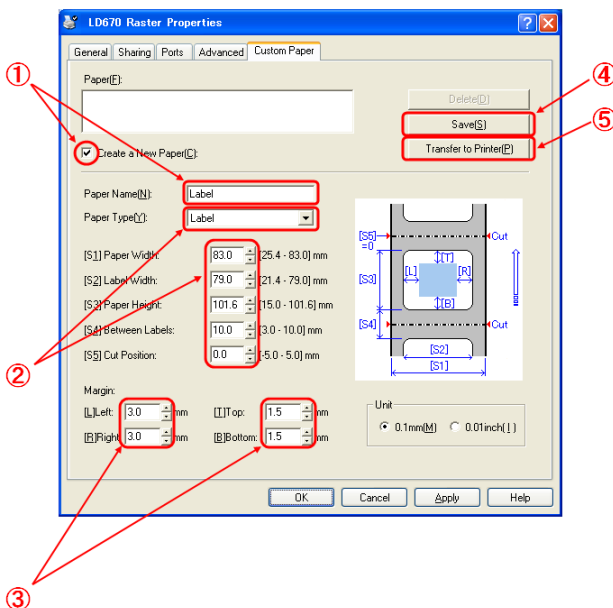 LD670 Raster Properties
General Sharing Ports Advanced Custom Paper
①
Paper(F):
④
Delete(D)
Save(S)
⑤
Create a New Paper(C):
Transfer to Printer(P)
Paper Name(N): Label
Paper Type(Y): Label
[S1] Paper Width: 83.0 [25.4 - 83.0] mm
[S2] Label Width: 79.0 [21.4 - 79.0] mm
[S3] Paper Height: 101.6 [15.0 - 101.6] mm
[S4] Between Labels: 10.0 [3.0 - 10.0] mm
[S5] Cut Position: 0.0 [-5.0 - 5.0] mm
[S5] =0 Cut
[T]
[L] [R]
[S3]
[B]
[S4] Cut
[S2]
[S1]
②
Margin:
[L]Left: 3.0 mm [T]Top: 1.5 mm
[R]Right: 3.0 mm [B]Bottom: 1.5 mm
Unit
0.1mm(M) 0.01inch(I)
OK Cancel Apply Help
③